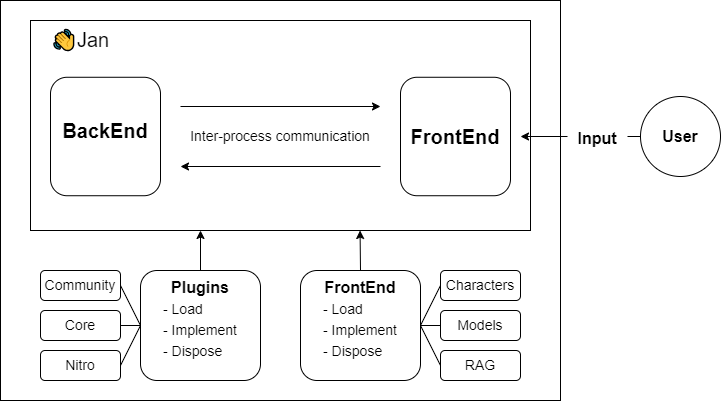 👋Jan
BackEnd
Inter-process communication
FrontEnd
Input
User
Community
Core
Nitro
Plugins
- Load
- Implement
- Dispose
FrontEnd
- Load
- Implement
- Dispose
Characters
Models
RAG